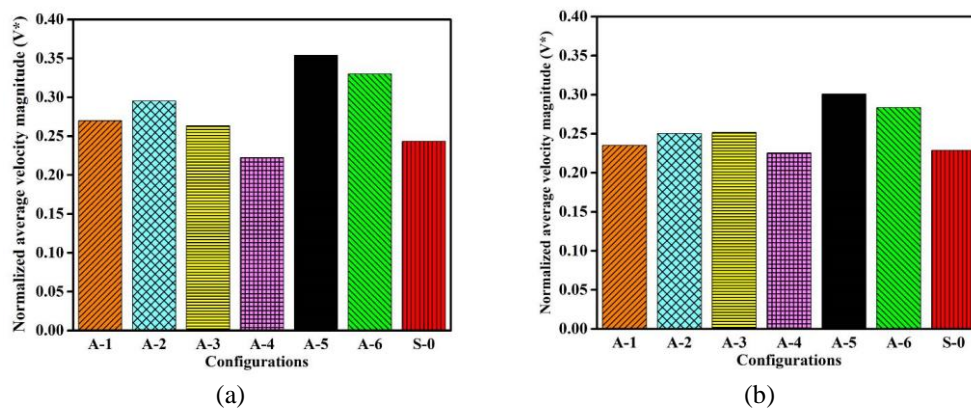 Normalized average velocity magnitude (V*)
0.40
0.35
0.30
0.25
0.20
0.15
0.10
0.05
0.00
A-1 A-2 A-3 A-4 A-5 A-6 S-0
Configurations
(a)
Normalized average velocity magnitude (V*)
0.40
0.35
0.30
0.25
0.20
0.15
0.10
0.05
0.00
A-1 A-2 A-3 A-4 A-5 A-6 S-0
Configurations
(b)